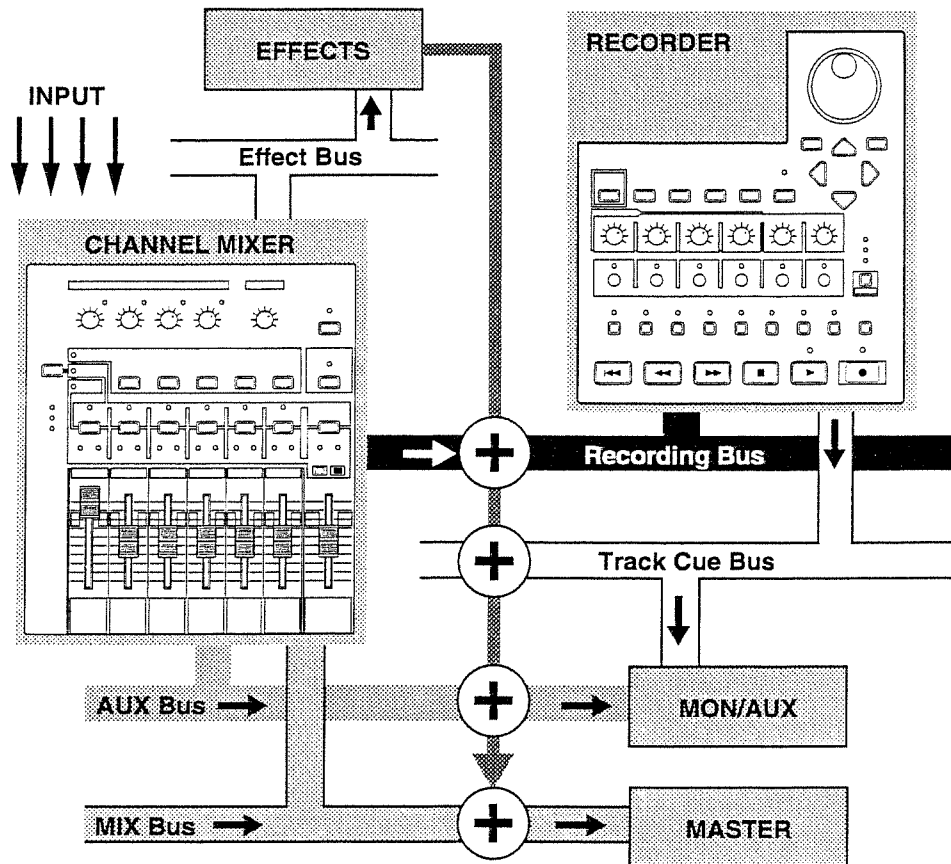 EFFECTS
RECORDER
INPUT
Effect Bus
CHANNEL MIXER
Recording Bus
Track Cue Bus
AUX Bus
MON/AUX
MIX Bus
MASTER